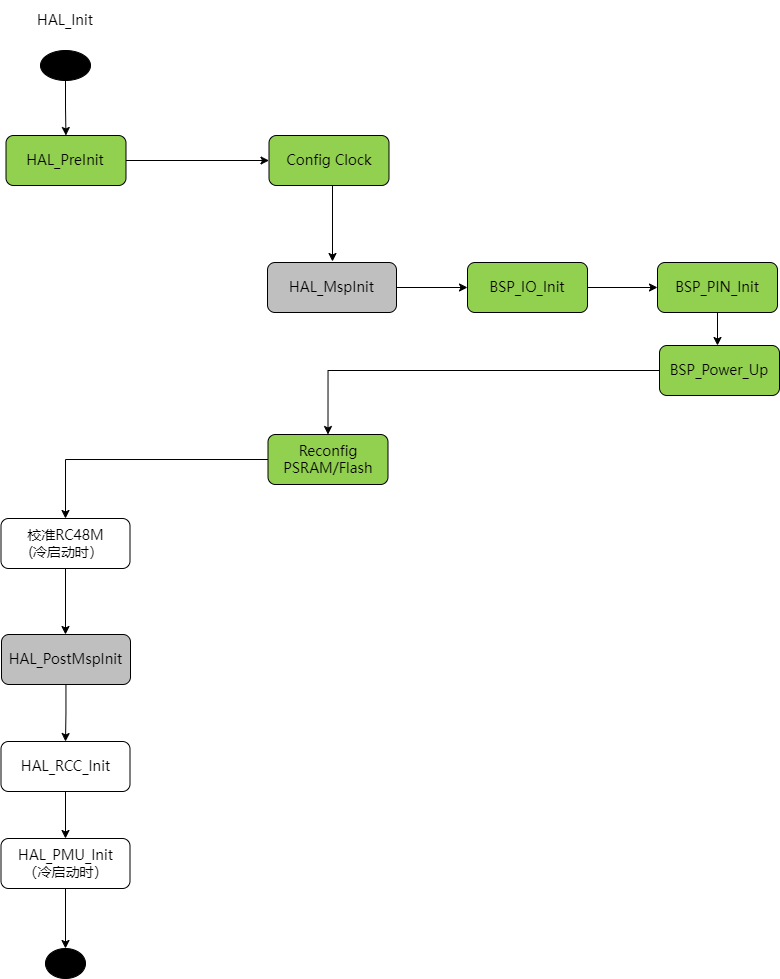 HAL_Init
HAL_PreInit
Config Clock
HAL_MspInit
BSP_IO_Init
BSP_PIN_Init
BSP_Power_Up
Reconfig
PSRAM/Flash
校准RC48M
(冷启动时）
HAL_PostMspInit
HAL_RCC_Init
HAL_PMU_Init
（冷启动时）